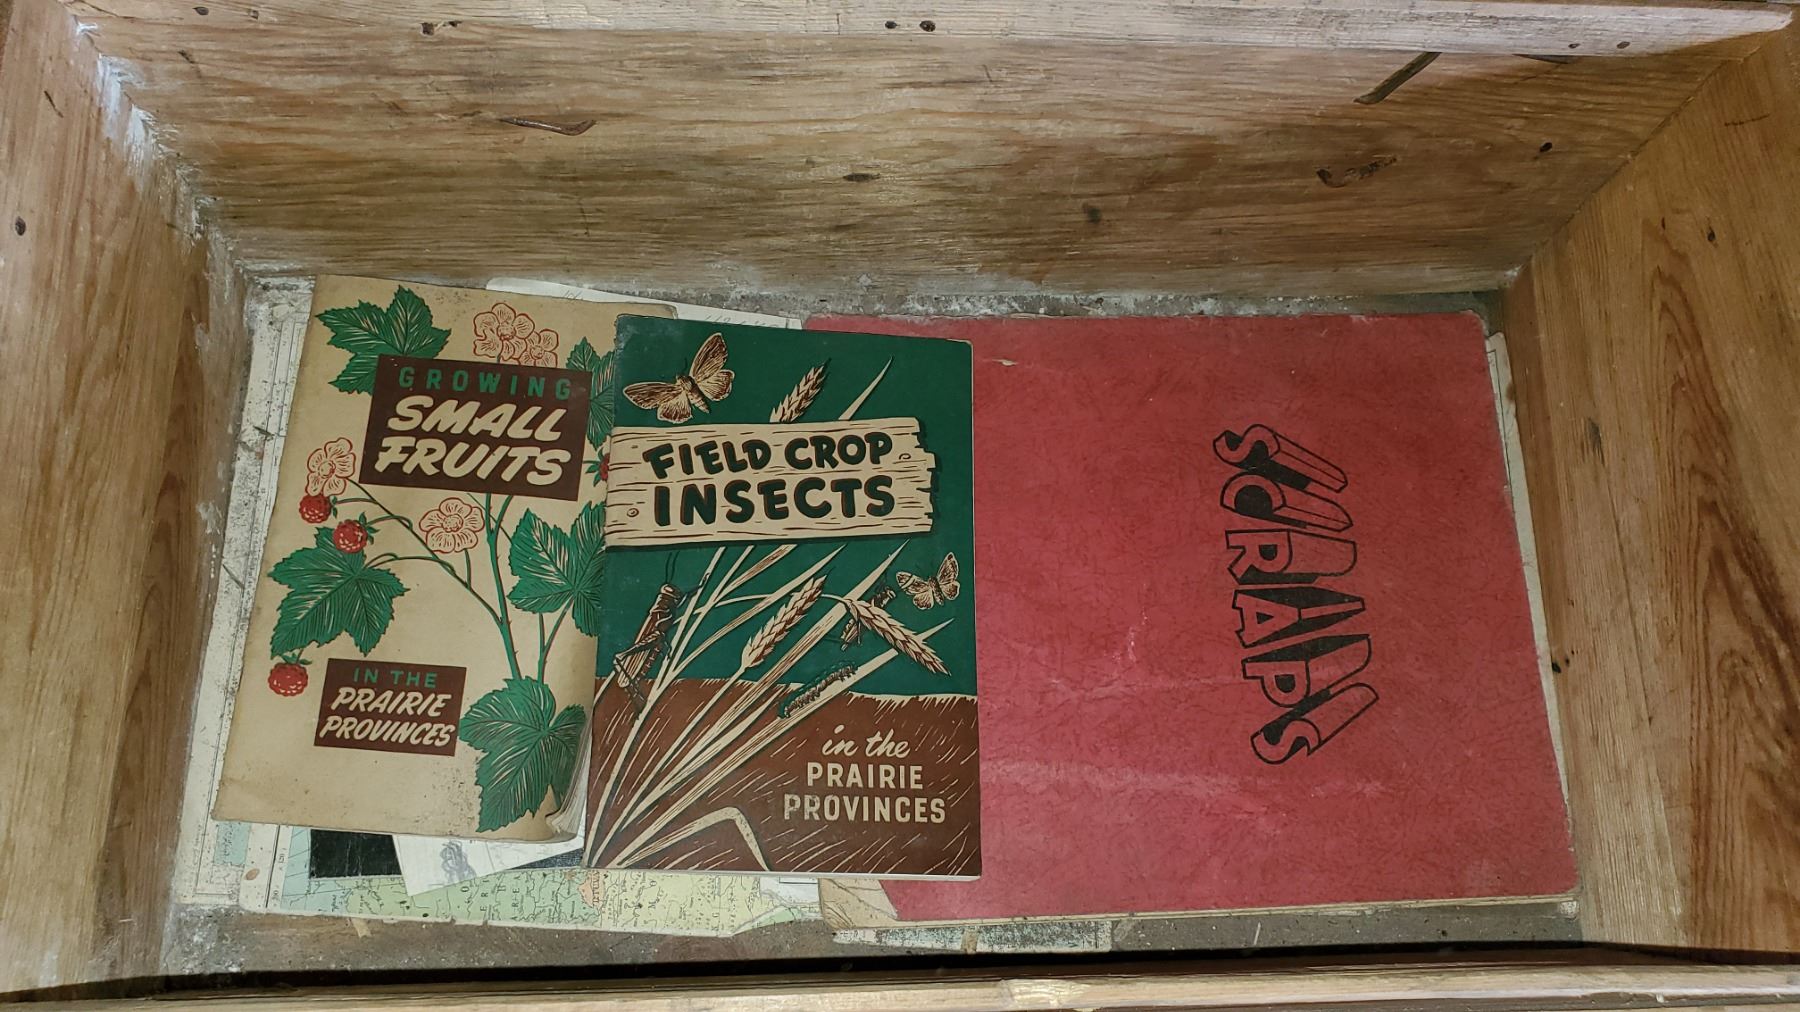 GROWING
SMALL
FRUITS
IN THE
PRAIRIE
PROVINCES
FIELD CROP
INSECTS
in the
PRAIRIE
PROVINCES
SCRAPS